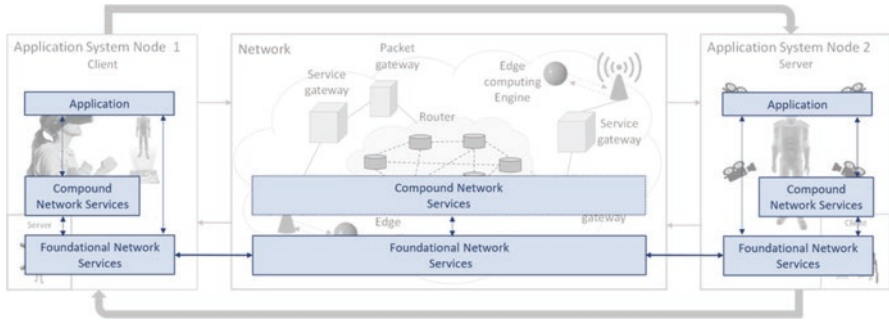 Application System Node 1
Client
Application
Compound
Network Services
Server
Foundational Network
Services
Network
Packet
gateway
Service
gateway
Router
Edge
computing
Engine
Service
gateway
Compound Network
Services
Edge
gateway
Foundational Network
Services
Application System Node 2
Server
Application
Compound
Network Services
Client
Foundational Network
Services